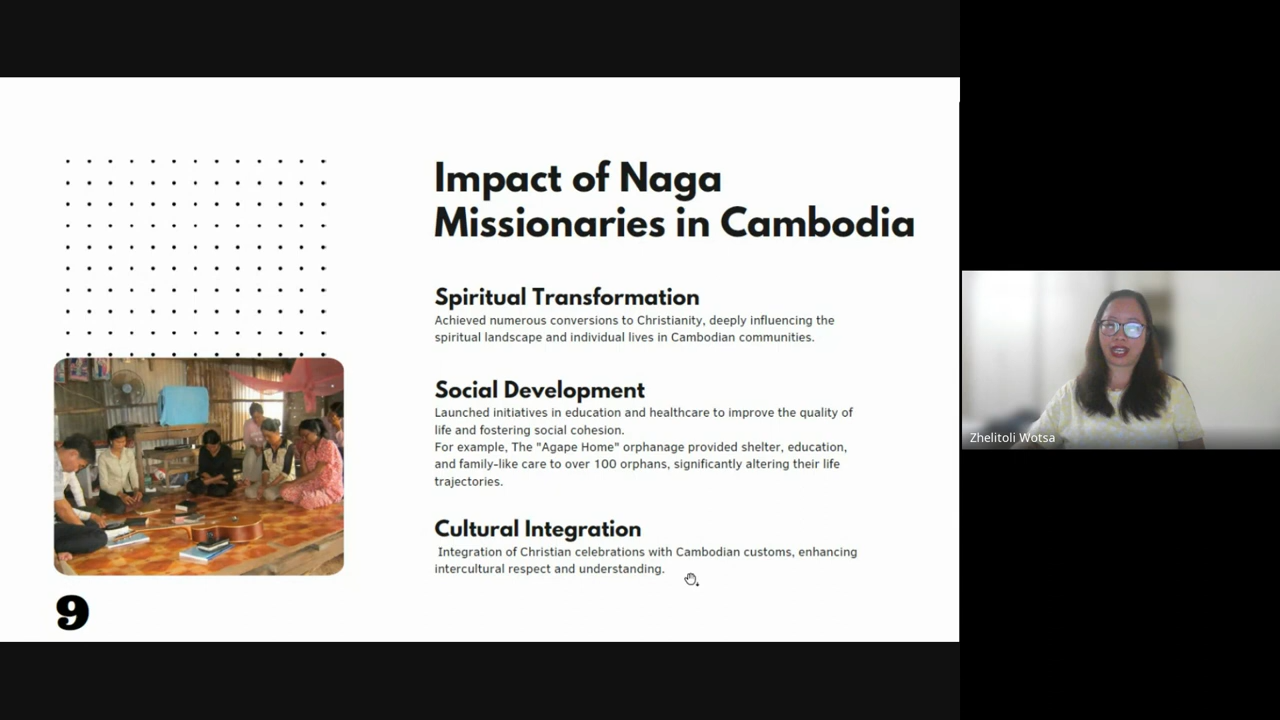 Impact of Naga
Missionaries in Cambodia
Spiritual Transformation
Achieved numerous conversions to Christianity, deeply influencing the
spiritual landscape and individual lives in Cambodian communities.
Social Development
Launched initiatives in education and healthcare to improve the quality of
life and fostering social cohesion.
For example, The "Agape Home" orphanage provided shelter, education,
and family-like care to over 100 orphans, significantly altering their life
trajectories.
Cultural Integration
Integration of Christian celebrations with Cambodian customs, enhancing
intercultural respect and understanding.
9
Zhelitoli Wotsa